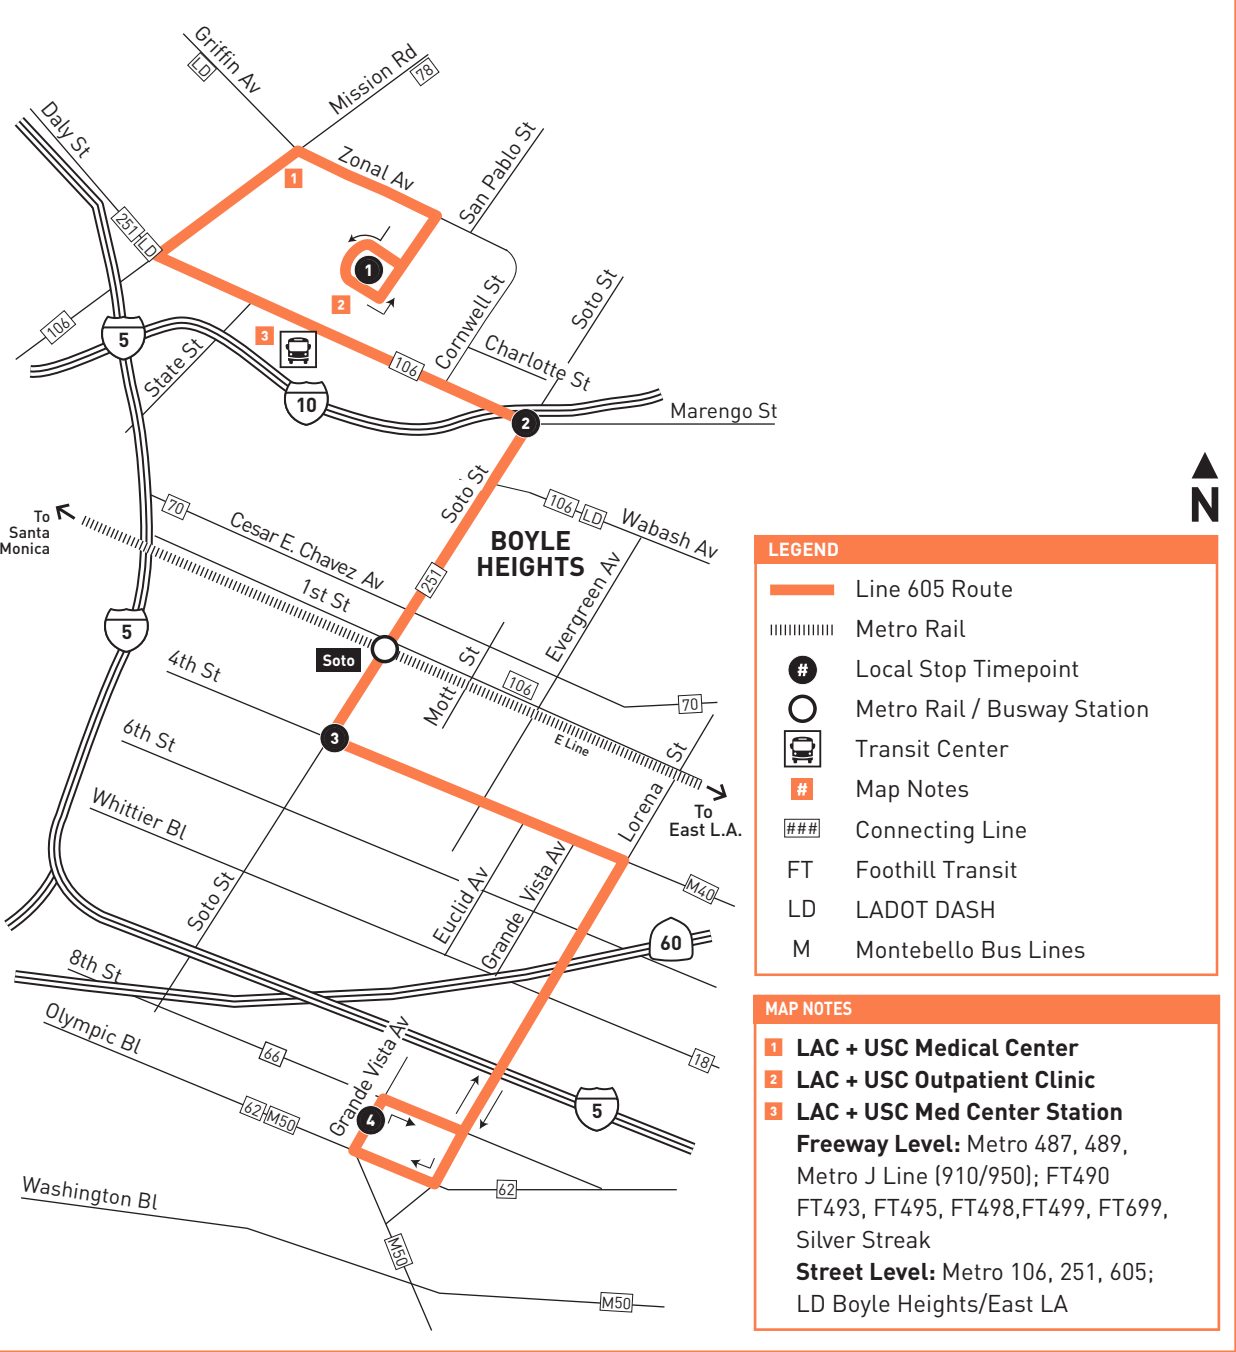 Griffin Av
LD
Mission Rd
78
Daly St
Zonal Av
San Pablo St
1
251
LD
1
2
Cornwell St
Soto St
106
5
3
State St
106
Charlotte St
10
2
Marengo St
Soto St
70
106
LD
Wabash Av
To
Santa
Monica
Cesar E. Chavez Av
BOYLE
HEIGHTS
N
1st St
251
Evergreen Av
5
Soto
4th St
Mott St
106
70
6th St
3
E Line
Lorena St
To
East L.A.
Whittier Bl
M40
Soto St
Euclid Av
Grande Vista Av
60
8th St
Olympic Bl
66
Grande Vista Av
18
62
M50
4
5
Washington Bl
62
M50
M50
LEGEND
Line 605 Route
Metro Rail
# Local Stop Timepoint
Metro Rail / Busway Station
Transit Center
# Map Notes
### Connecting Line
FT Foothill Transit
LD LADOT DASH
M Montebello Bus Lines
MAP NOTES
1 LAC + USC Medical Center
2 LAC + USC Outpatient Clinic
3 LAC + USC Med Center Station
Freeway Level: Metro 487, 489,
Metro J Line (910/950); FT490
FT493, FT495, FT498,FT499, FT699,
Silver Streak
Street Level: Metro 106, 251, 605;
LD Boyle Heights/East LA